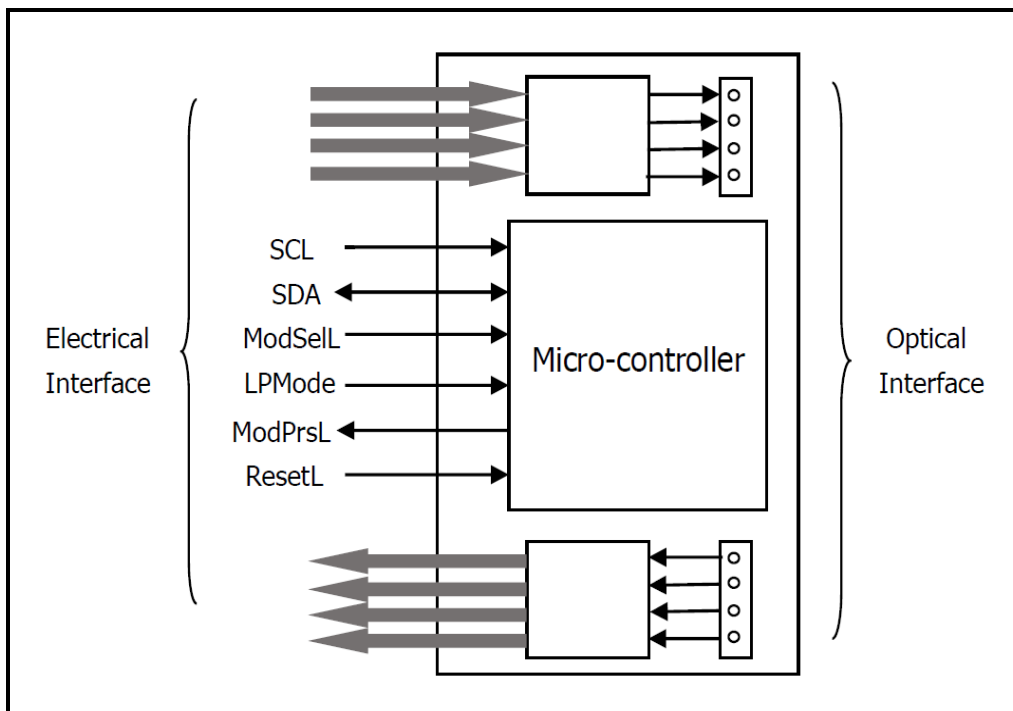 SCL
SDA
ModSelL
LPMode
ModPrsL
ResetL
Electrical
Interface
Micro-controller
Optical
Interface